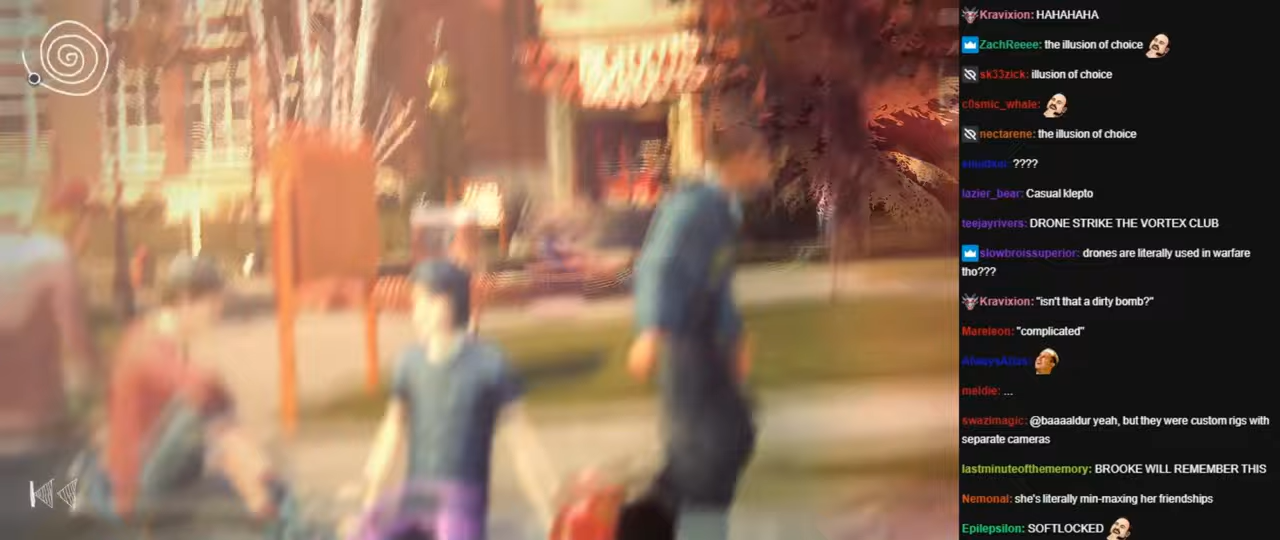 Kravixion: HAHAHAHA
ZachReeee: the illusion of choice
sk33zick: illusion of choice
c0smic_whale:
nectarene: the illusion of choice
????
lazier_bear: Casual klepto
teejayrivers: DRONE STRIKE THE VORTEX CLUB
slowbroissuperior: drones are literally used in warfare
tho???
Kravixion: "isn't that a dirty bomb?"
Mareleon: "complicated"
meldie: ...
swazimagic: @baaaaldur yeah, but they were custom rigs with
separate cameras
lastminuteofthememory: BROOKE WILL REMEMBER THIS
Nemonal: she's literally min-maxing her friendships
Epilepsilon: SOFTLOCKED